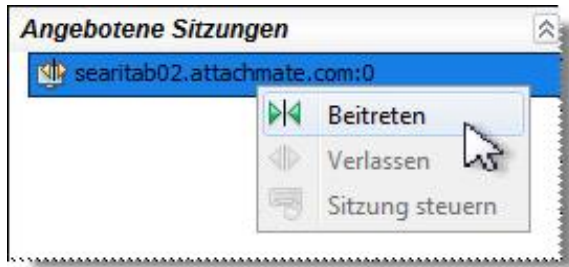 Angebotene Sitzungen
searitab02.attachmate.com:0
Beitreten
Verlassen
Sitzung steuern